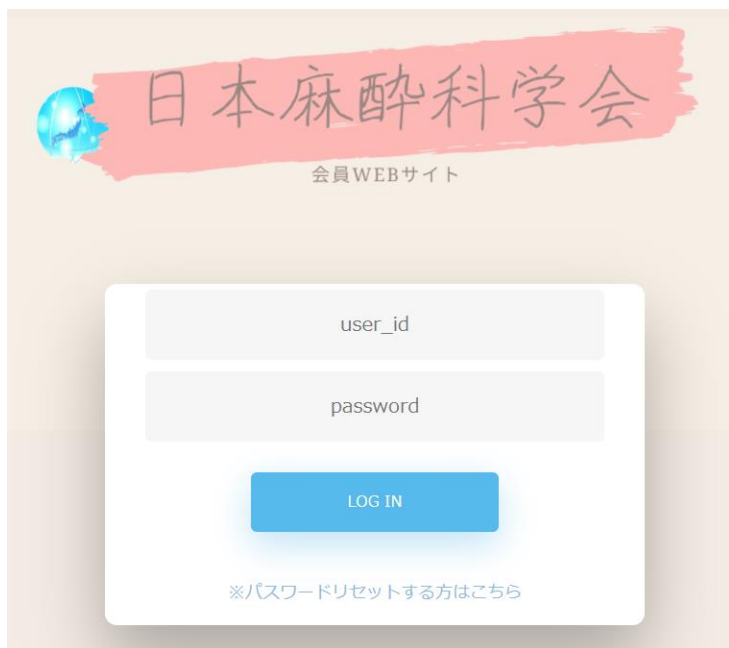 日本麻酔科学会
会員WEBサイト
user_id
password
LOG IN
※パスワードリセットする方はこちら